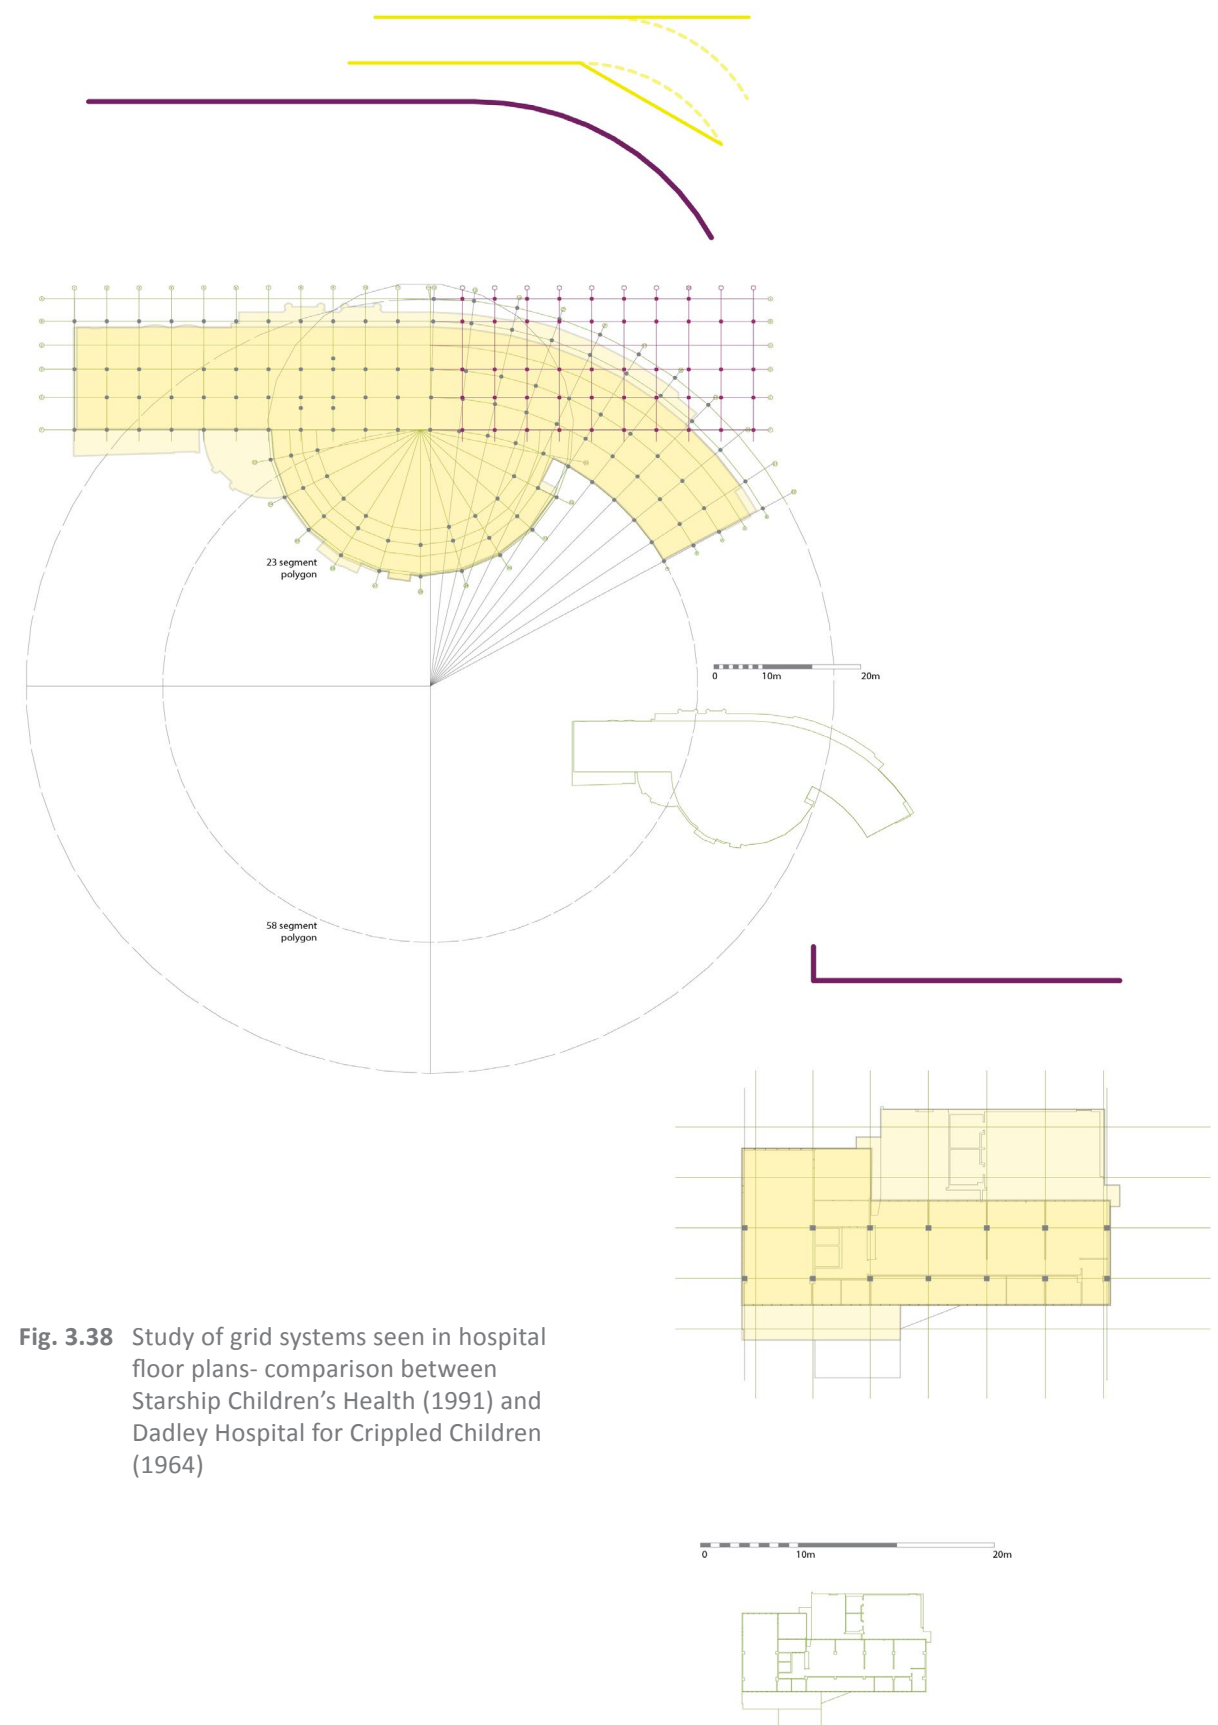 23 segment
polygon
0 10m 20m
58 segment
polygon
Fig. 3.38 Study of grid systems seen in hospital
floor plans- comparison between
Starship Children’s Health (1991) and
Dadley Hospital for Crippled Children
(1964)
0 10m 20m